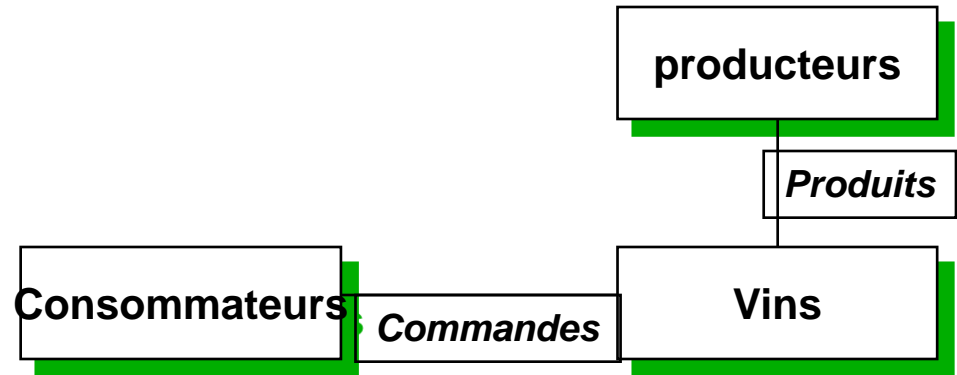 producteurs
Produits
Consommateurs
Commandes
Vins